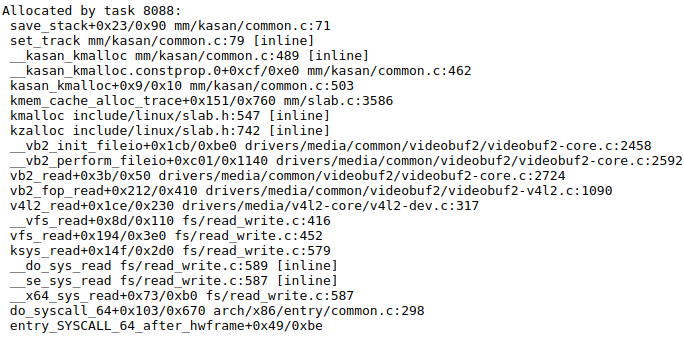 Allocated by task 8088:
save_stack+0x23/0x90 mm/kasan/common.c:71
set_track mm/kasan/common.c:79 [inline]
__kasan_kmalloc mm/kasan/common.c:489 [inline]
__kasan_kmalloc.constprop.0+0xcf/0xe0 mm/kasan/common.c:462
kasan_kmalloc+0x9/0x10 mm/kasan/common.c:503
kmem_cache_alloc_trace+0x151/0x760 mm/slab.c:3586
kmalloc include/linux/slab.h:547 [inline]
kzalloc include/linux/slab.h:742 [inline]
__vb2_init_fileio+0x1cb/0xbe0 drivers/media/common/videobuf2/videobuf2-core.c:2458
__vb2_perform_fileio+0xc01/0x1140 drivers/media/common/videobuf2/videobuf2-core.c:2592
vb2_read+0x3b/0x50 drivers/media/common/videobuf2/videobuf2-core.c:2724
vb2_fop_read+0x212/0x410 drivers/media/common/videobuf2/videobuf2-v4l2.c:1090
v4l2_read+0x1ce/0x230 drivers/media/v4l2-core/v4l2-dev.c:317
__vfs_read+0x8d/0x110 fs/read_write.c:416
vfs_read+0x194/0x3e0 fs/read_write.c:452
ksys_read+0x14f/0x2d0 fs/read_write.c:579
__do_sys_read fs/read_write.c:589 [inline]
__se_sys_read fs/read_write.c:587 [inline]
__x64_sys_read+0x73/0xb0 fs/read_write.c:587
do_syscall_64+0x103/0x670 arch/x86/entry/common.c:298
entry_SYSCALL_64_after_hwframe+0x49/0xbe